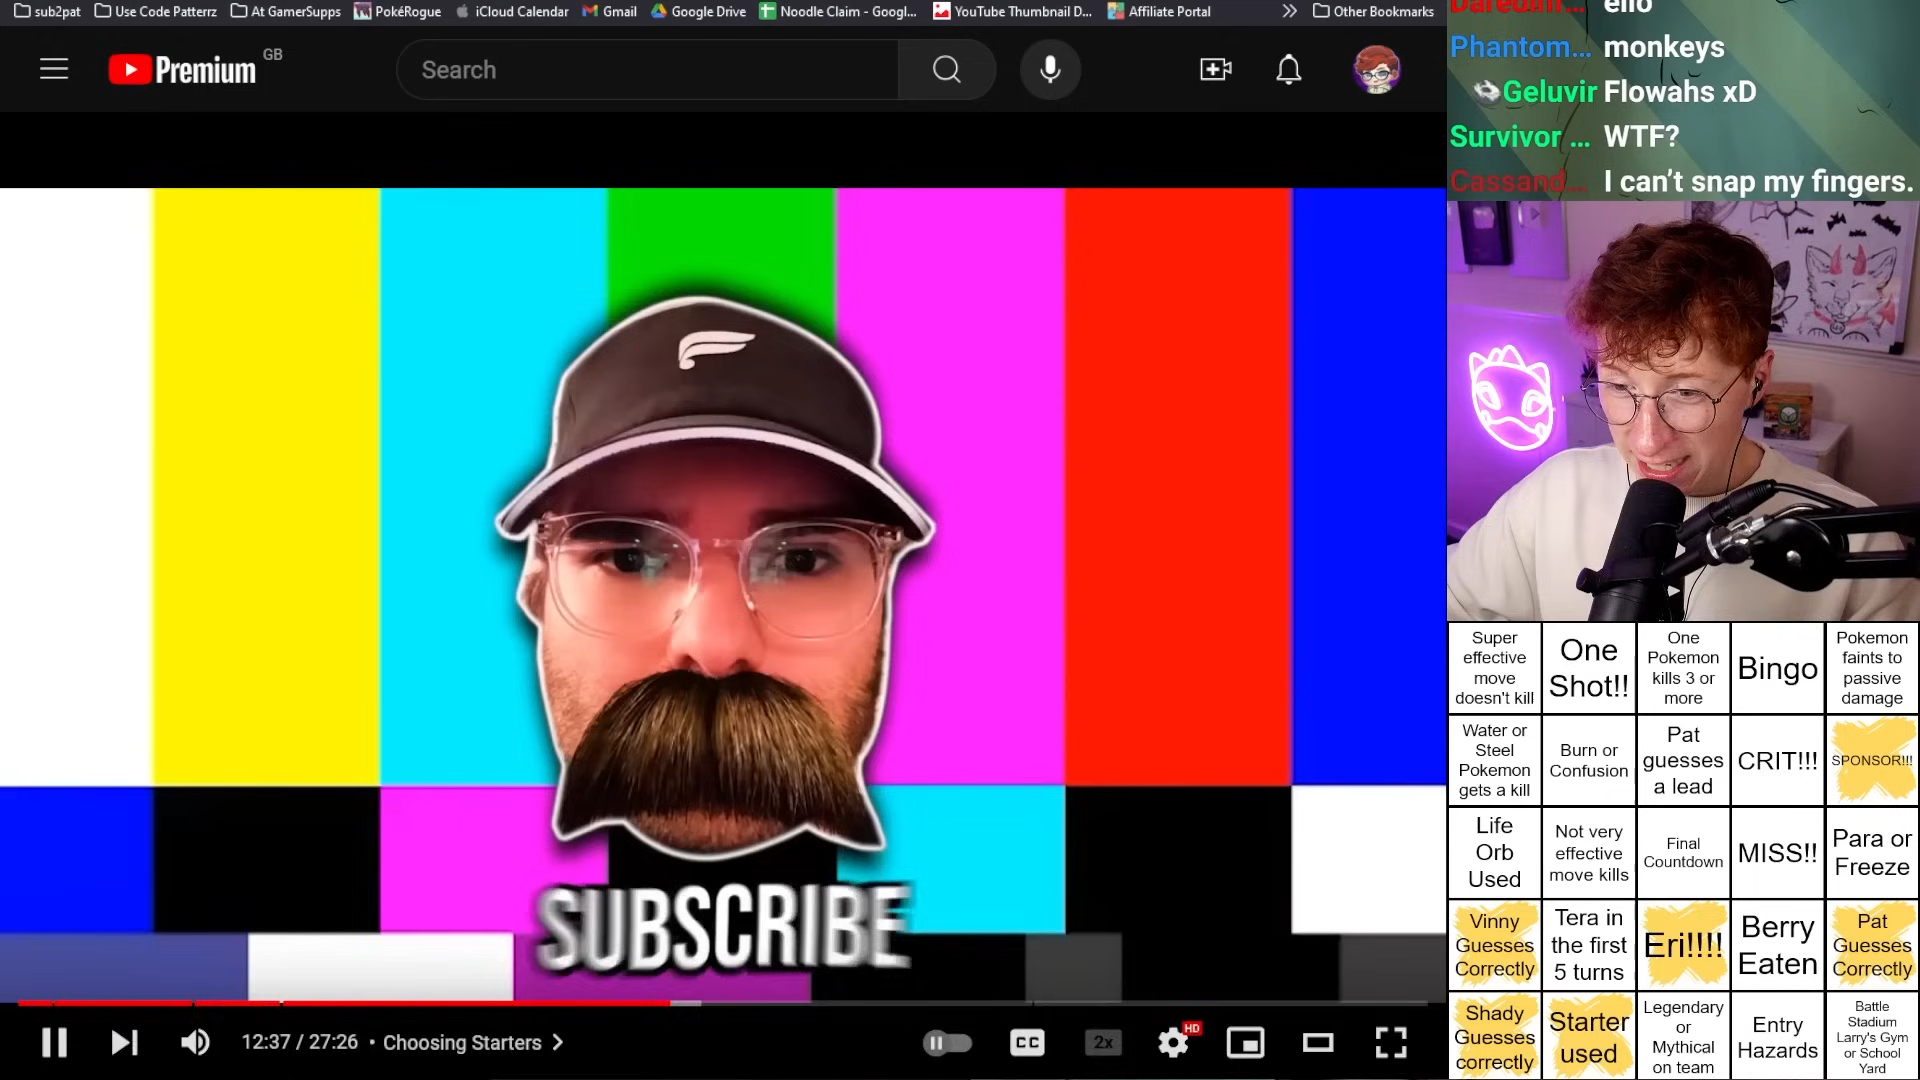 sub2pat
Use Code Patterrz
At GamerSupps
PokéRogue
iCloud Calendar
Gmail
Google Drive
Noodle Claim - Googl...
YouTube Thumbnail D...
Affiliate Portal
Other Bookmarks
Premium GB
Search
ello
Phantom... monkeys
Geluvir Flowahs xD
Survivor ... WTF?
Cassand... I can't snap my fingers.
SUBSCRIBE
12:37 / 27:26 • Choosing Starters
CC
2x
HD
Super
effective
move
doesn't kill
One
Shot!!
One
Pokemon
kills 3 or
more
Bingo
Pokemon
faints to
passive
damage
Water or
Steel
Pokemon
gets a kill
Burn or
Confusion
Pat
guesses
a lead
CRIT!!!
SPONSOR!!!
Life
Orb
Used
Not very
effective
move kills
Final
Countdown
MISS!!
Para or
Freeze
Vinny
Guesses
Correctly
Tera in
the first
5 turns
Eri!!!!
Berry
Eaten
Pat
Guesses
Correctly
Shady
Guesses
correctly
Starter
used
Legendary
or
Mythical
on team
Entry
Hazards
Battle
Stadium
Larry's Gym
or School
Yard